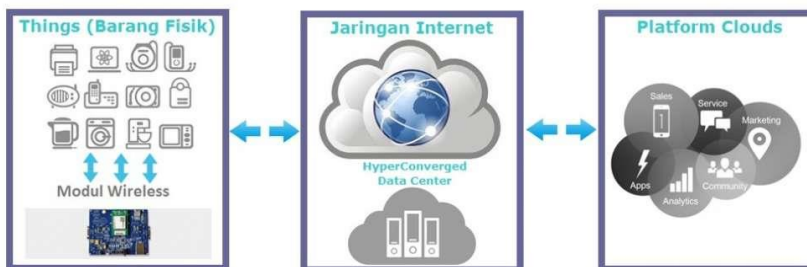 Things (Barang Fisik)
Modul Wireless
Jaringan Internet
HyperConverged
Data Center
Platform Clouds
Sales
Service
Marketing
Apps
Analytics
Community